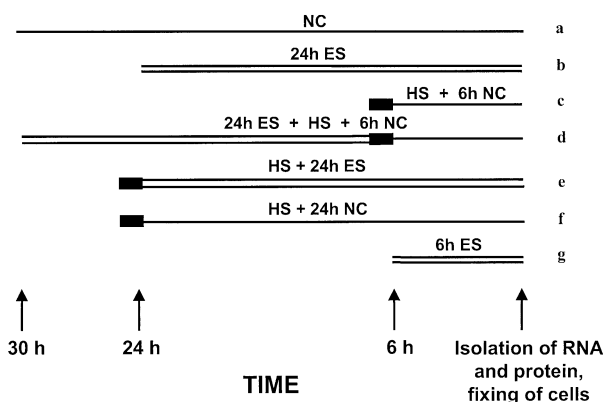 NC a
24h ES b
HS + 6h NC c
24h ES + HS + 6h NC d
HS + 24h ES e
HS + 24h NC f
6h ES g
30 h 24 h 6 h Isolation of RNA
and protein,
fixing of cells
TIME